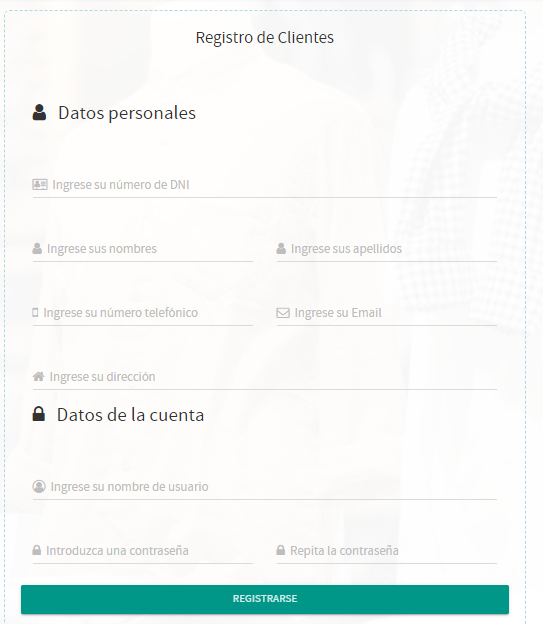 Registro de Clientes
Datos personales
Ingrese su número de DNI
Ingrese sus nombres
Ingrese sus apellidos
Ingrese su número telefónico
Ingrese su Email
Ingrese su dirección
Datos de la cuenta
Ingrese su nombre de usuario
Introduzca una contraseña
Repita la contraseña
REGISTRARSE